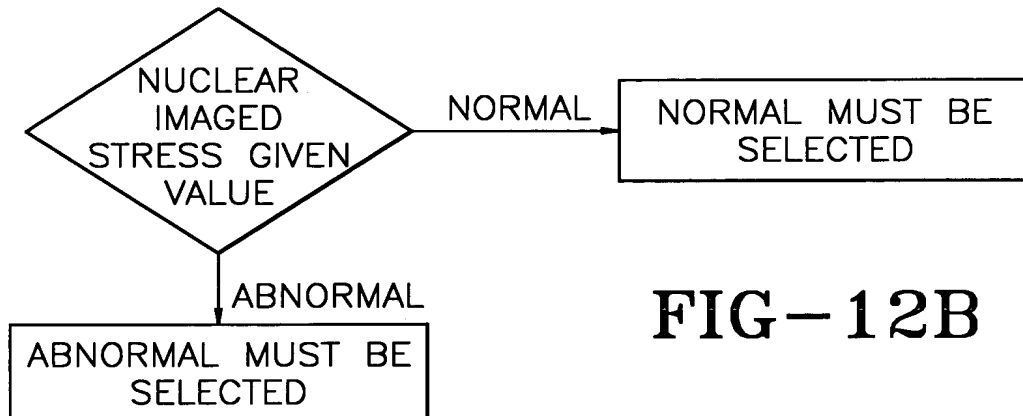 NUCLEAR
IMAGED
STRESS GIVEN
VALUE
NORMAL
NORMAL MUST BE
SELECTED
ABNORMAL
ABNORMAL MUST BE
SELECTED
FIG-12B